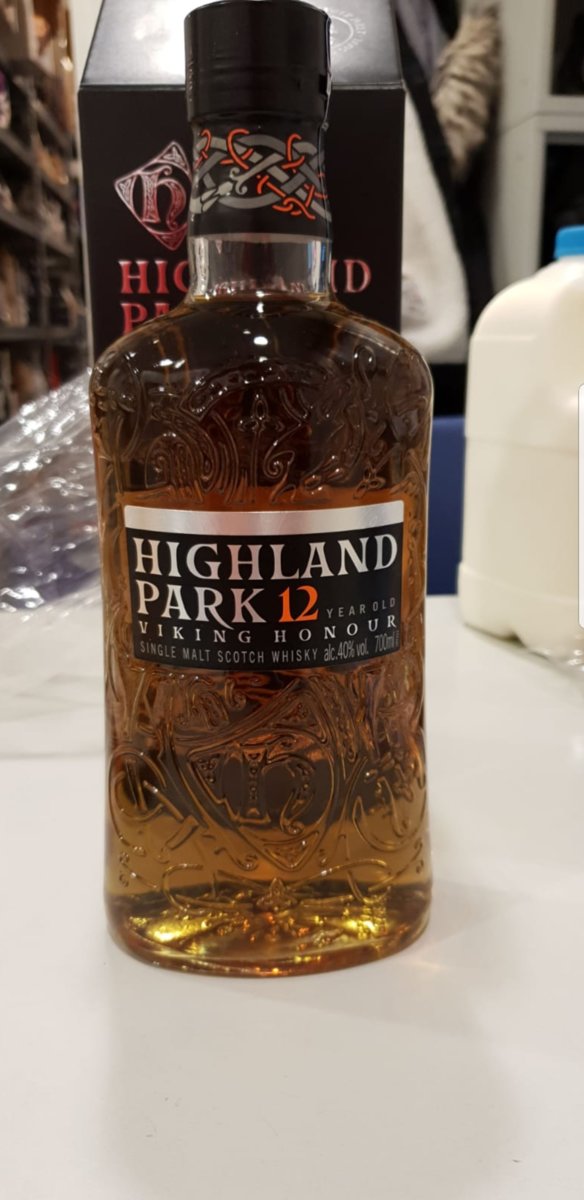 HIGHLAND
PARK 12 YEAR OLD
VIKING HONOUR
SINGLE MALT SCOTCH WHISKY alc.40% vol. 700ml